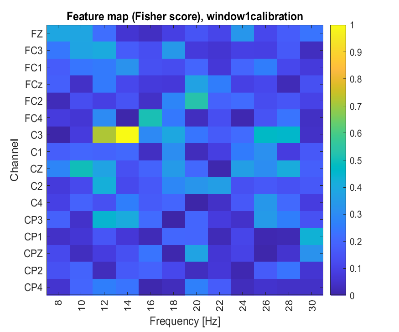 Feature map (Fisher score), window1calibration
FZ
FC3
FC1
FCz
FC2
FC4
C3
C1
CZ
C2
C4
CP3
CP1
CPZ
CP2
CP4
Channel
8 10 12 14 16 18 20 22 24 26 28 30
Frequency [Hz]
1
0.9
0.8
0.7
0.6
0.5
0.4
0.3
0.2
0.1
0